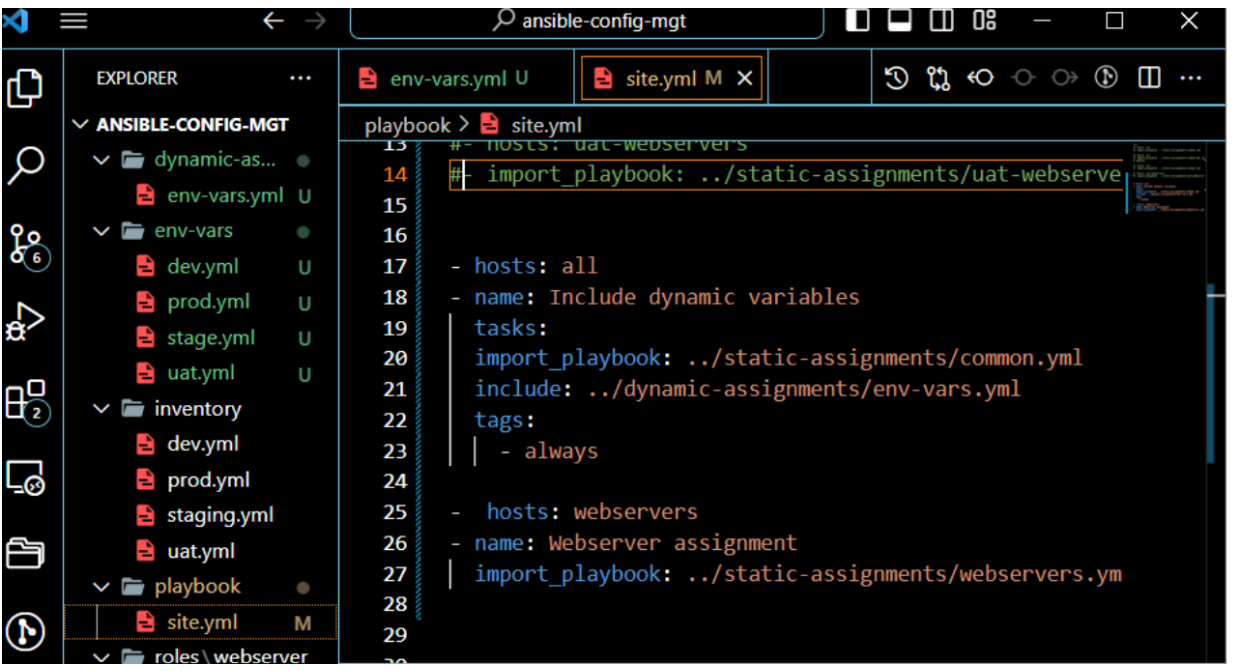 ansible-config-mgt
EXPLORER
env-vars.yml U
site.yml M
ANSIBLE-CONFIG-MGT
playbook > site.yml
dynamic-as...
env-vars.yml U
env-vars
dev.yml U
prod.yml U
stage.yml U
uat.yml U
inventory
dev.yml
prod.yml
staging.yml
uat.yml
playbook
site.yml M
roles\webserver
6
2
13 #- hosts: uat-webservers
14 #- import_playbook: ../static-assignments/uat-webserve
15
16
17 - hosts: all
18 - name: Include dynamic variables
19 tasks:
20 import_playbook: ../static-assignments/common.yml
21 include: ../dynamic-assignments/env-vars.yml
22 tags:
23 - always
24
25 - hosts: webservers
26 - name: Webserver assignment
27 import_playbook: ../static-assignments/webservers.ym
28
29